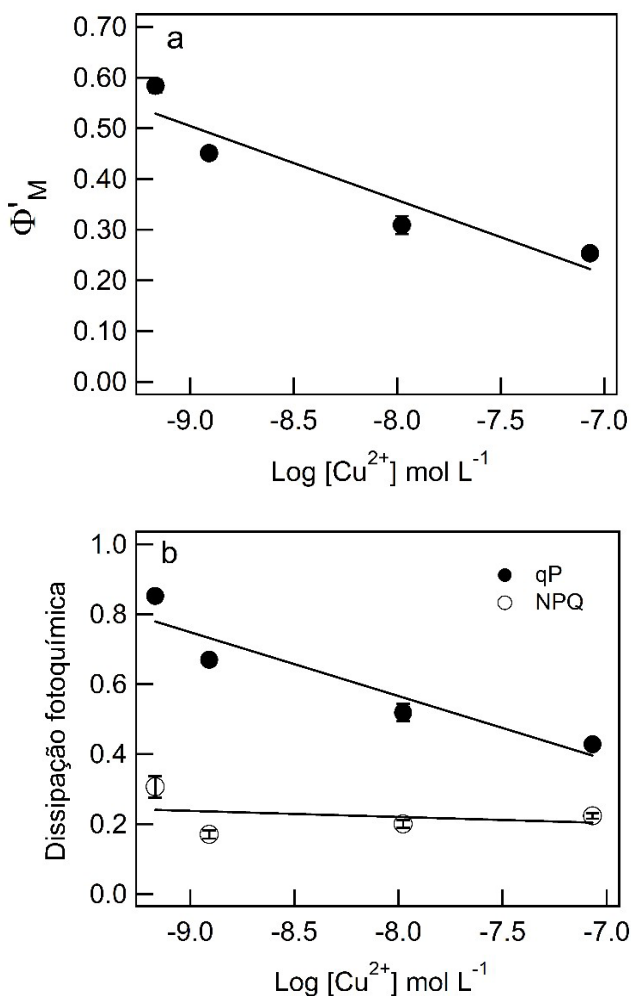 a
0.70
0.60
0.50
0.40
0.30
0.20
0.10
0.00
Φ'M
-9.0 -8.5 -8.0 -7.5 -7.0
Log [Cu2+] mol L-1
b
qP
NPQ
1.0
0.8
0.6
0.4
0.2
0.0
Dissipação fotoquímica
-9.0 -8.5 -8.0 -7.5 -7.0
Log [Cu2+] mol L-1